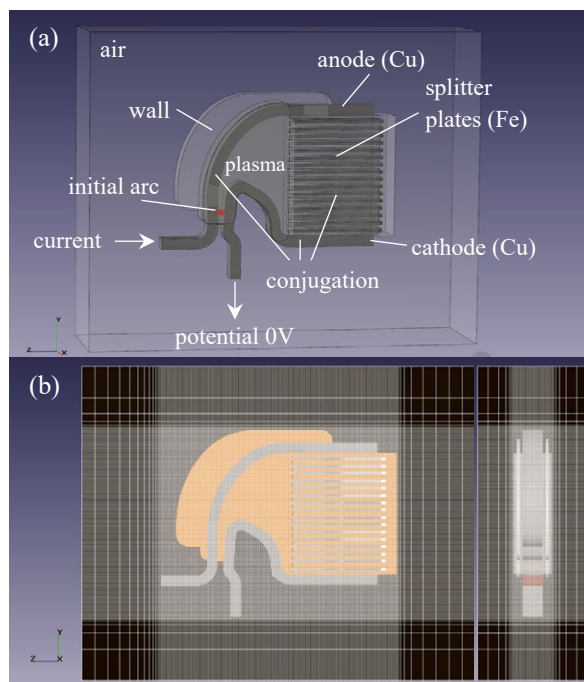 (a)
air
anode (Cu)
splitter
plates (Fe)
wall
plasma
initial arc
current
cathode (Cu)
conjugation
potential 0V
Y
Z
X
(b)
Y
Z
X